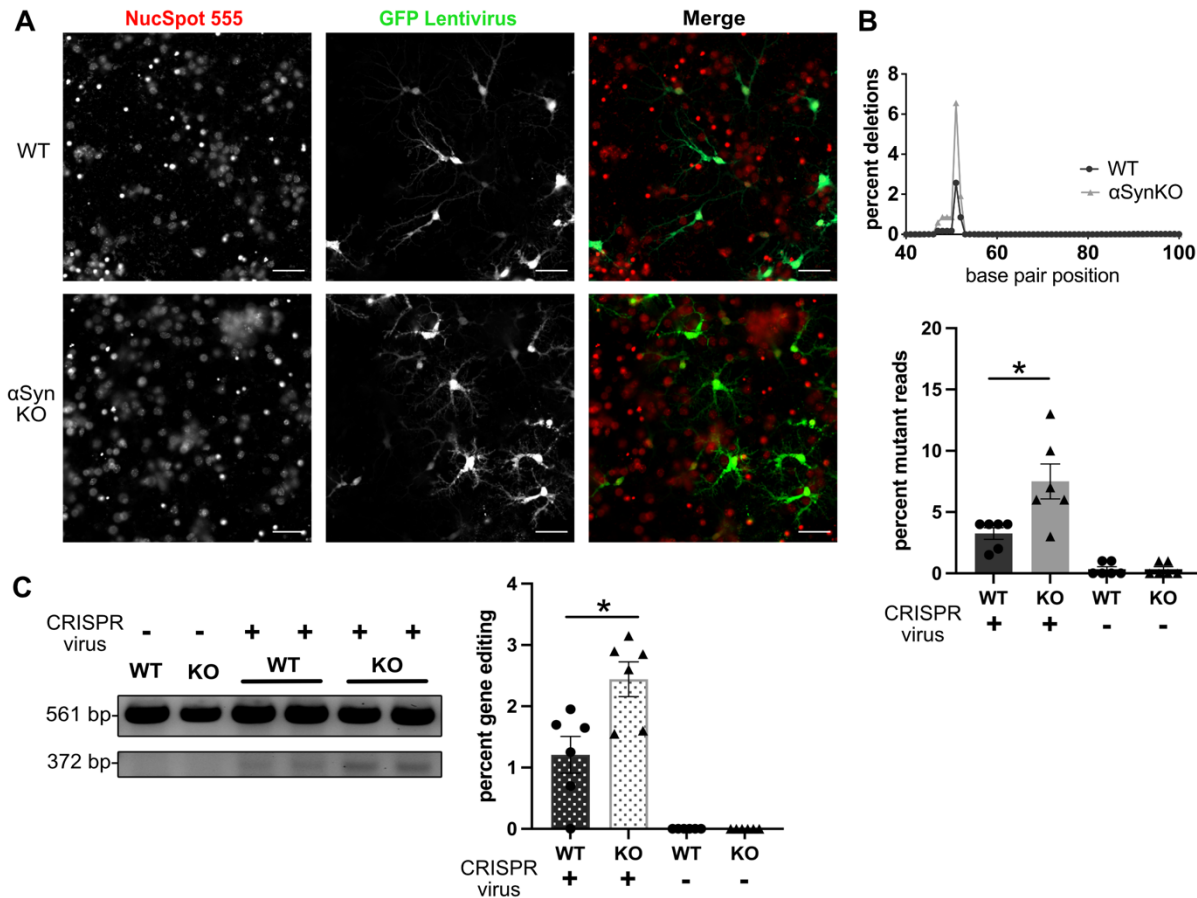 A
NucSpot 555
GFP Lentivirus
Merge
WT
αSyn
KO
B
percent deletions
8
6
4
2
0
40
60
80
100
base pair position
WT
αSynKO
percent mutant reads
20
15
10
5
0
*
WT
KO
WT
KO
CRISPR
virus
+
+
-
-
C
CRISPR
virus
-
-
+
+
+
+
WT
KO
WT
KO
561 bp-
372 bp-
percent gene editing
4
3
2
1
0
*
WT
KO
WT
KO
CRISPR
virus
+
+
-
-